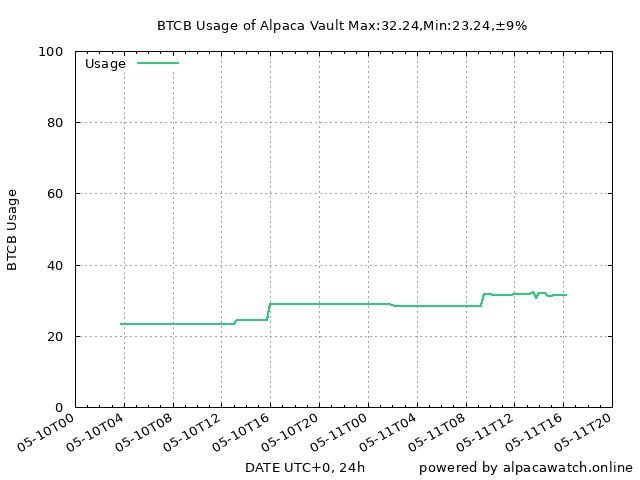 BTCB Usage of Alpaca Vault Max:32.24,Min:23.24,±9%
Usage
100
80
60
40
20
0
BTCB Usage
05-10T00
05-10T04
05-10T08
05-10T12
05-10T16
05-10T20
05-11T00
05-11T04
05-11T08
05-11T12
05-11T16
05-11T20
DATE UTC+0, 24h
powered by alpacawatch.online